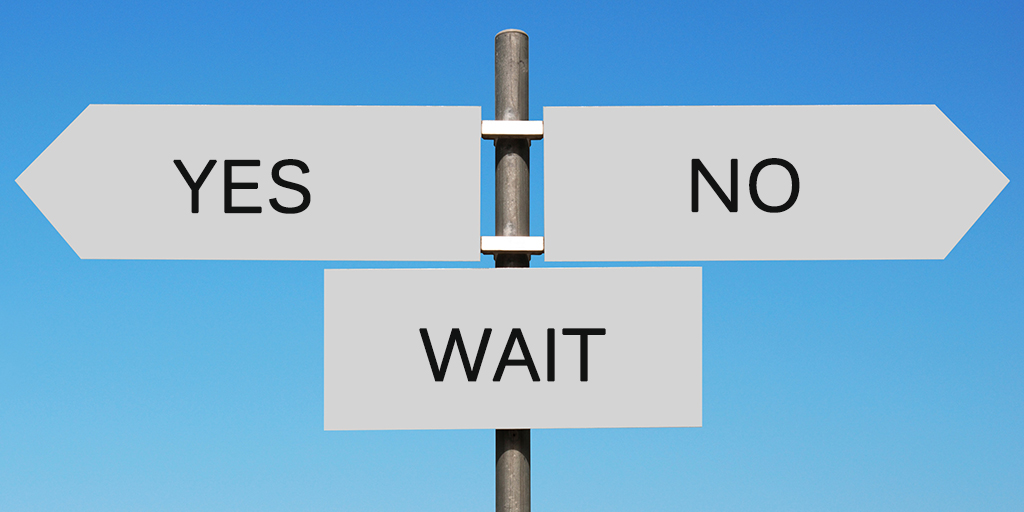 YES
NO
WAIT